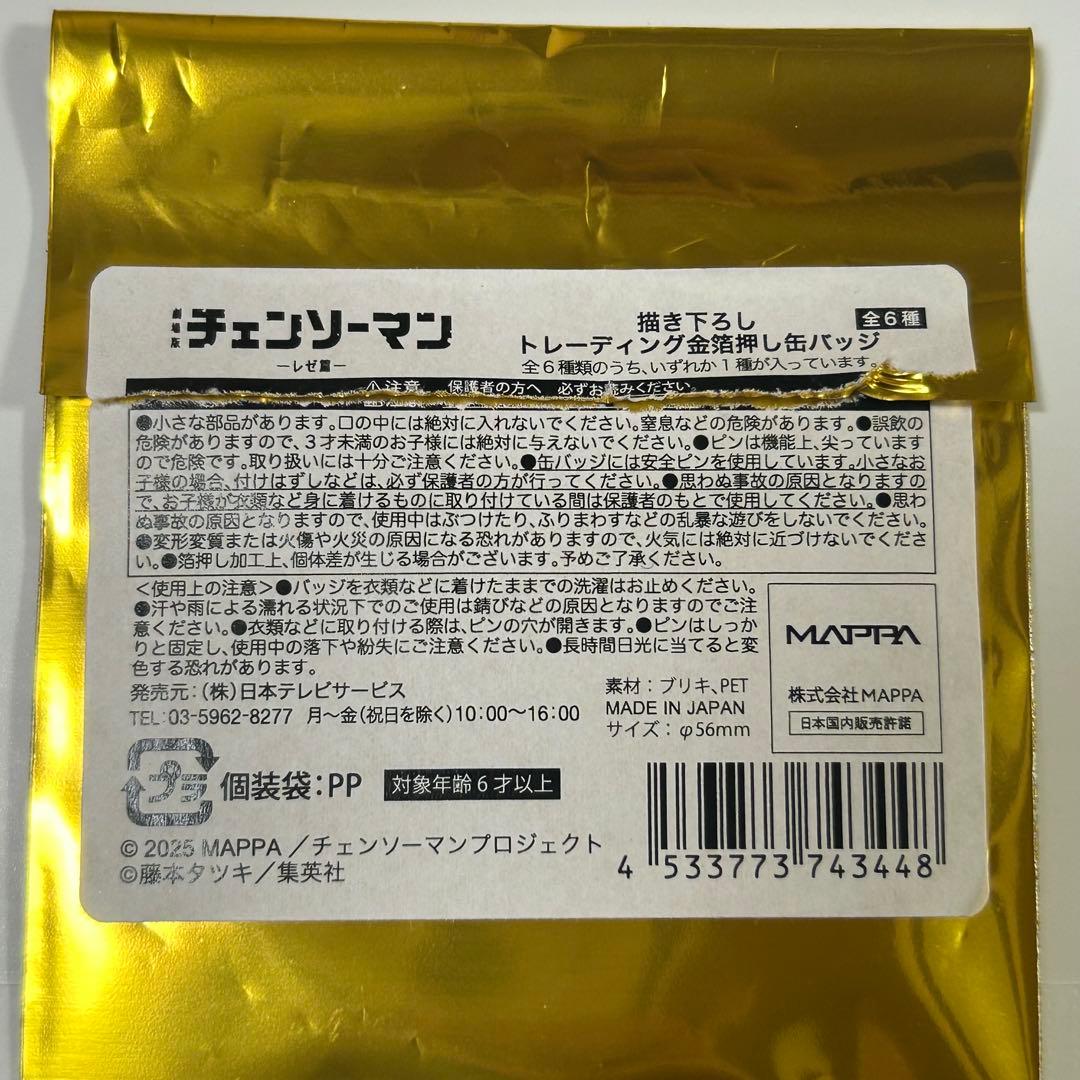 劇場版 チェンソーマン
―レゼ篇―
描き下ろし
全6種
トレーディング金箔押し缶バッジ
全6種類のうち、いずれか1種が入っています。
⚠注意 保護者の方へ 必ずお読みください
●小さな部品があります。口の中には絶対に入れないでください。窒息などの危険があります。●誤飲の
危険がありますので、3才未満のお子様には絶対に与えないでください。●ピンは機能上、尖っています
ので危険です。取り扱いには十分ご注意ください。●缶バッジには安全ピンを使用しています。小さなお
子様の場合、付けはずしなどは、必ず保護者の方が行ってください。●思わぬ事故の原因となりますの
で、お子様が衣類など身に着けるものに取り付けている間は保護者のもとで使用してください。●思わ
ぬ事故の原因となりますので、使用中はぶつけたり、ふりまわすなどの乱暴な遊びをしないでください。
●変形変質または火傷や火災の原因になる恐れがありますので、火気には絶対に近づけないでくださ
い。●箔押し加工上、個体差が生じる場合がございます。予めご了承ください。
＜使用上の注意＞●バッジを衣類などに着けたままでの洗濯はお止めください。
●汗や雨による濡れる状況下でのご使用は錆びなどの原因となりますのでご注
意ください。●衣類などに取り付ける際は、ピンの穴が開きます。●ピンはしっか
りと固定し、使用中の落下や紛失にご注意ください。●長時間日光に当てると変
色する恐れがあります。
発売元：（株）日本テレビサービス
TEL：03-5962-8277 月～金（祝日を除く）10：00～16：00
素材：ブリキ、PET
MADE IN JAPAN
サイズ：φ56mm
MAPPA
株式会社MAPPA
日本国内販売許諾
プラ
個装袋：PP
対象年齢6才以上
© 2025 MAPPA／チェンソーマンプロジェクト
©藤本タツキ／集英社
4 533773 743448